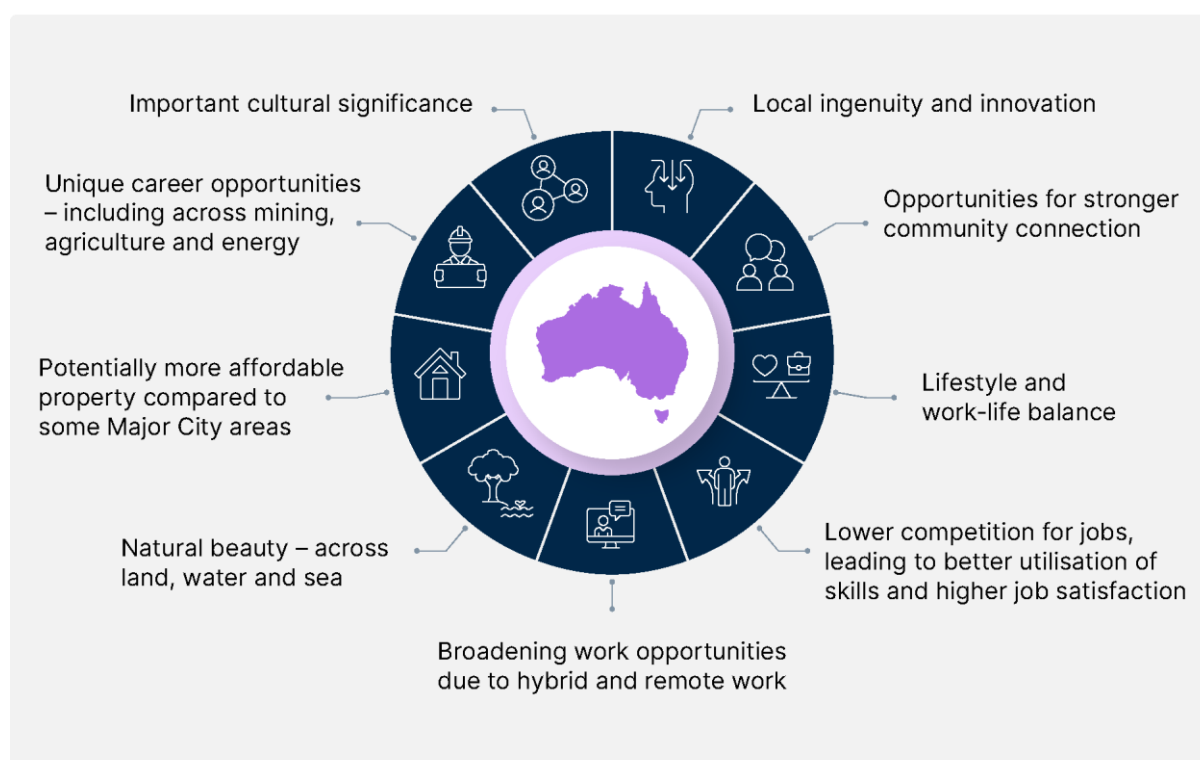 Important cultural significance
Local ingenuity and innovation
Unique career opportunities
– including across mining,
agriculture and energy
Opportunities for stronger
community connection
Potentially more affordable
property compared to
some Major City areas
Lifestyle and
work-life balance
Natural beauty – across
land, water and sea
Lower competition for jobs,
leading to better utilisation of
skills and higher job satisfaction
Broadening work opportunities
due to hybrid and remote work